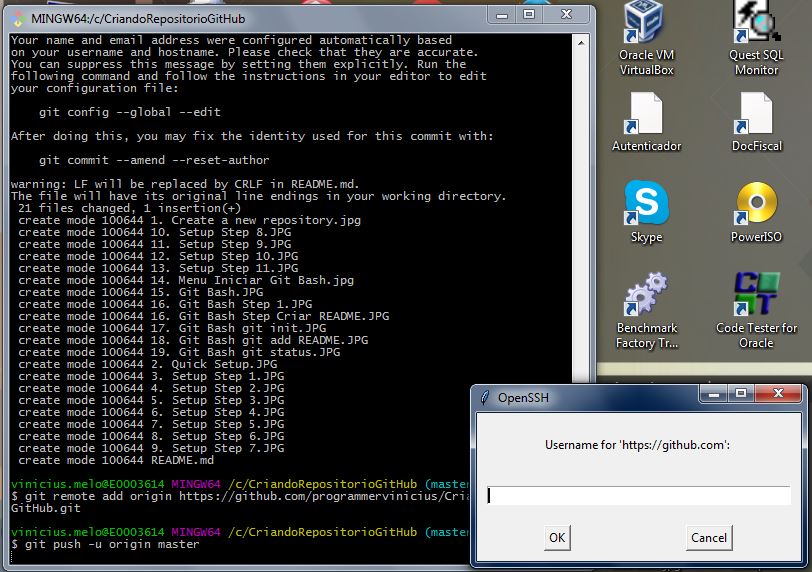 MINGW64:/c/CriandoRepositorioGitHub
Your name and email address were configured automatically based
on your username and hostname. Please check that they are accurate.
You can suppress this message by setting them explicitly. Run the
following command and follow the instructions in your editor to edit
your configuration file:
git config --global --edit
After doing this, you may fix the identity used for this commit with:
git commit --amend --reset-author
warning: LF will be replaced by CRLF in README.md.
The file will have its original line endings in your working directory.
21 files changed, 1 insertion(+)
create mode 100644 1. Create a new repository.jpg
create mode 100644 10. Setup Step 8.JPG
create mode 100644 11. Setup Step 9.JPG
create mode 100644 12. Setup Step 10.JPG
create mode 100644 13. Setup Step 11.JPG
create mode 100644 14. Menu Iniciar Git Bash.jpg
create mode 100644 15. Git Bash.JPG
create mode 100644 16. Git Bash Step 1.JPG
create mode 100644 16. Git Bash Step Criar README.JPG
create mode 100644 17. Git Bash git init.JPG
create mode 100644 18. Git Bash git add README.JPG
create mode 100644 19. Git Bash git status.JPG
create mode 100644 2. Quick Setup.JPG
create mode 100644 3. Setup Step 1.JPG
create mode 100644 4. Setup Step 2.JPG
create mode 100644 5. Setup Step 3.JPG
create mode 100644 6. Setup Step 4.JPG
create mode 100644 7. Setup Step 5.JPG
create mode 100644 8. Setup Step 6.JPG
create mode 100644 9. Setup Step 7.JPG
create mode 100644 README.md
vinicius.melo@E0003614 MINGW64 /c/CriandoRepositorioGitHub (master
$ git remote add origin https://github.com/programmervinicius/Cria
GitHub.git
vinicius.melo@E0003614 MINGW64 /c/CriandoRepositorioGitHub (master
$ git push -u origin master
Oracle VM
VirtualBox
Quest SQL
Monitor
Autenticador
DocFiscal
Skype
PowerISO
Benchmark
Factory Tr...
Code Tester for
Oracle
OpenSSH
Username for 'https://github.com':
OK
Cancel